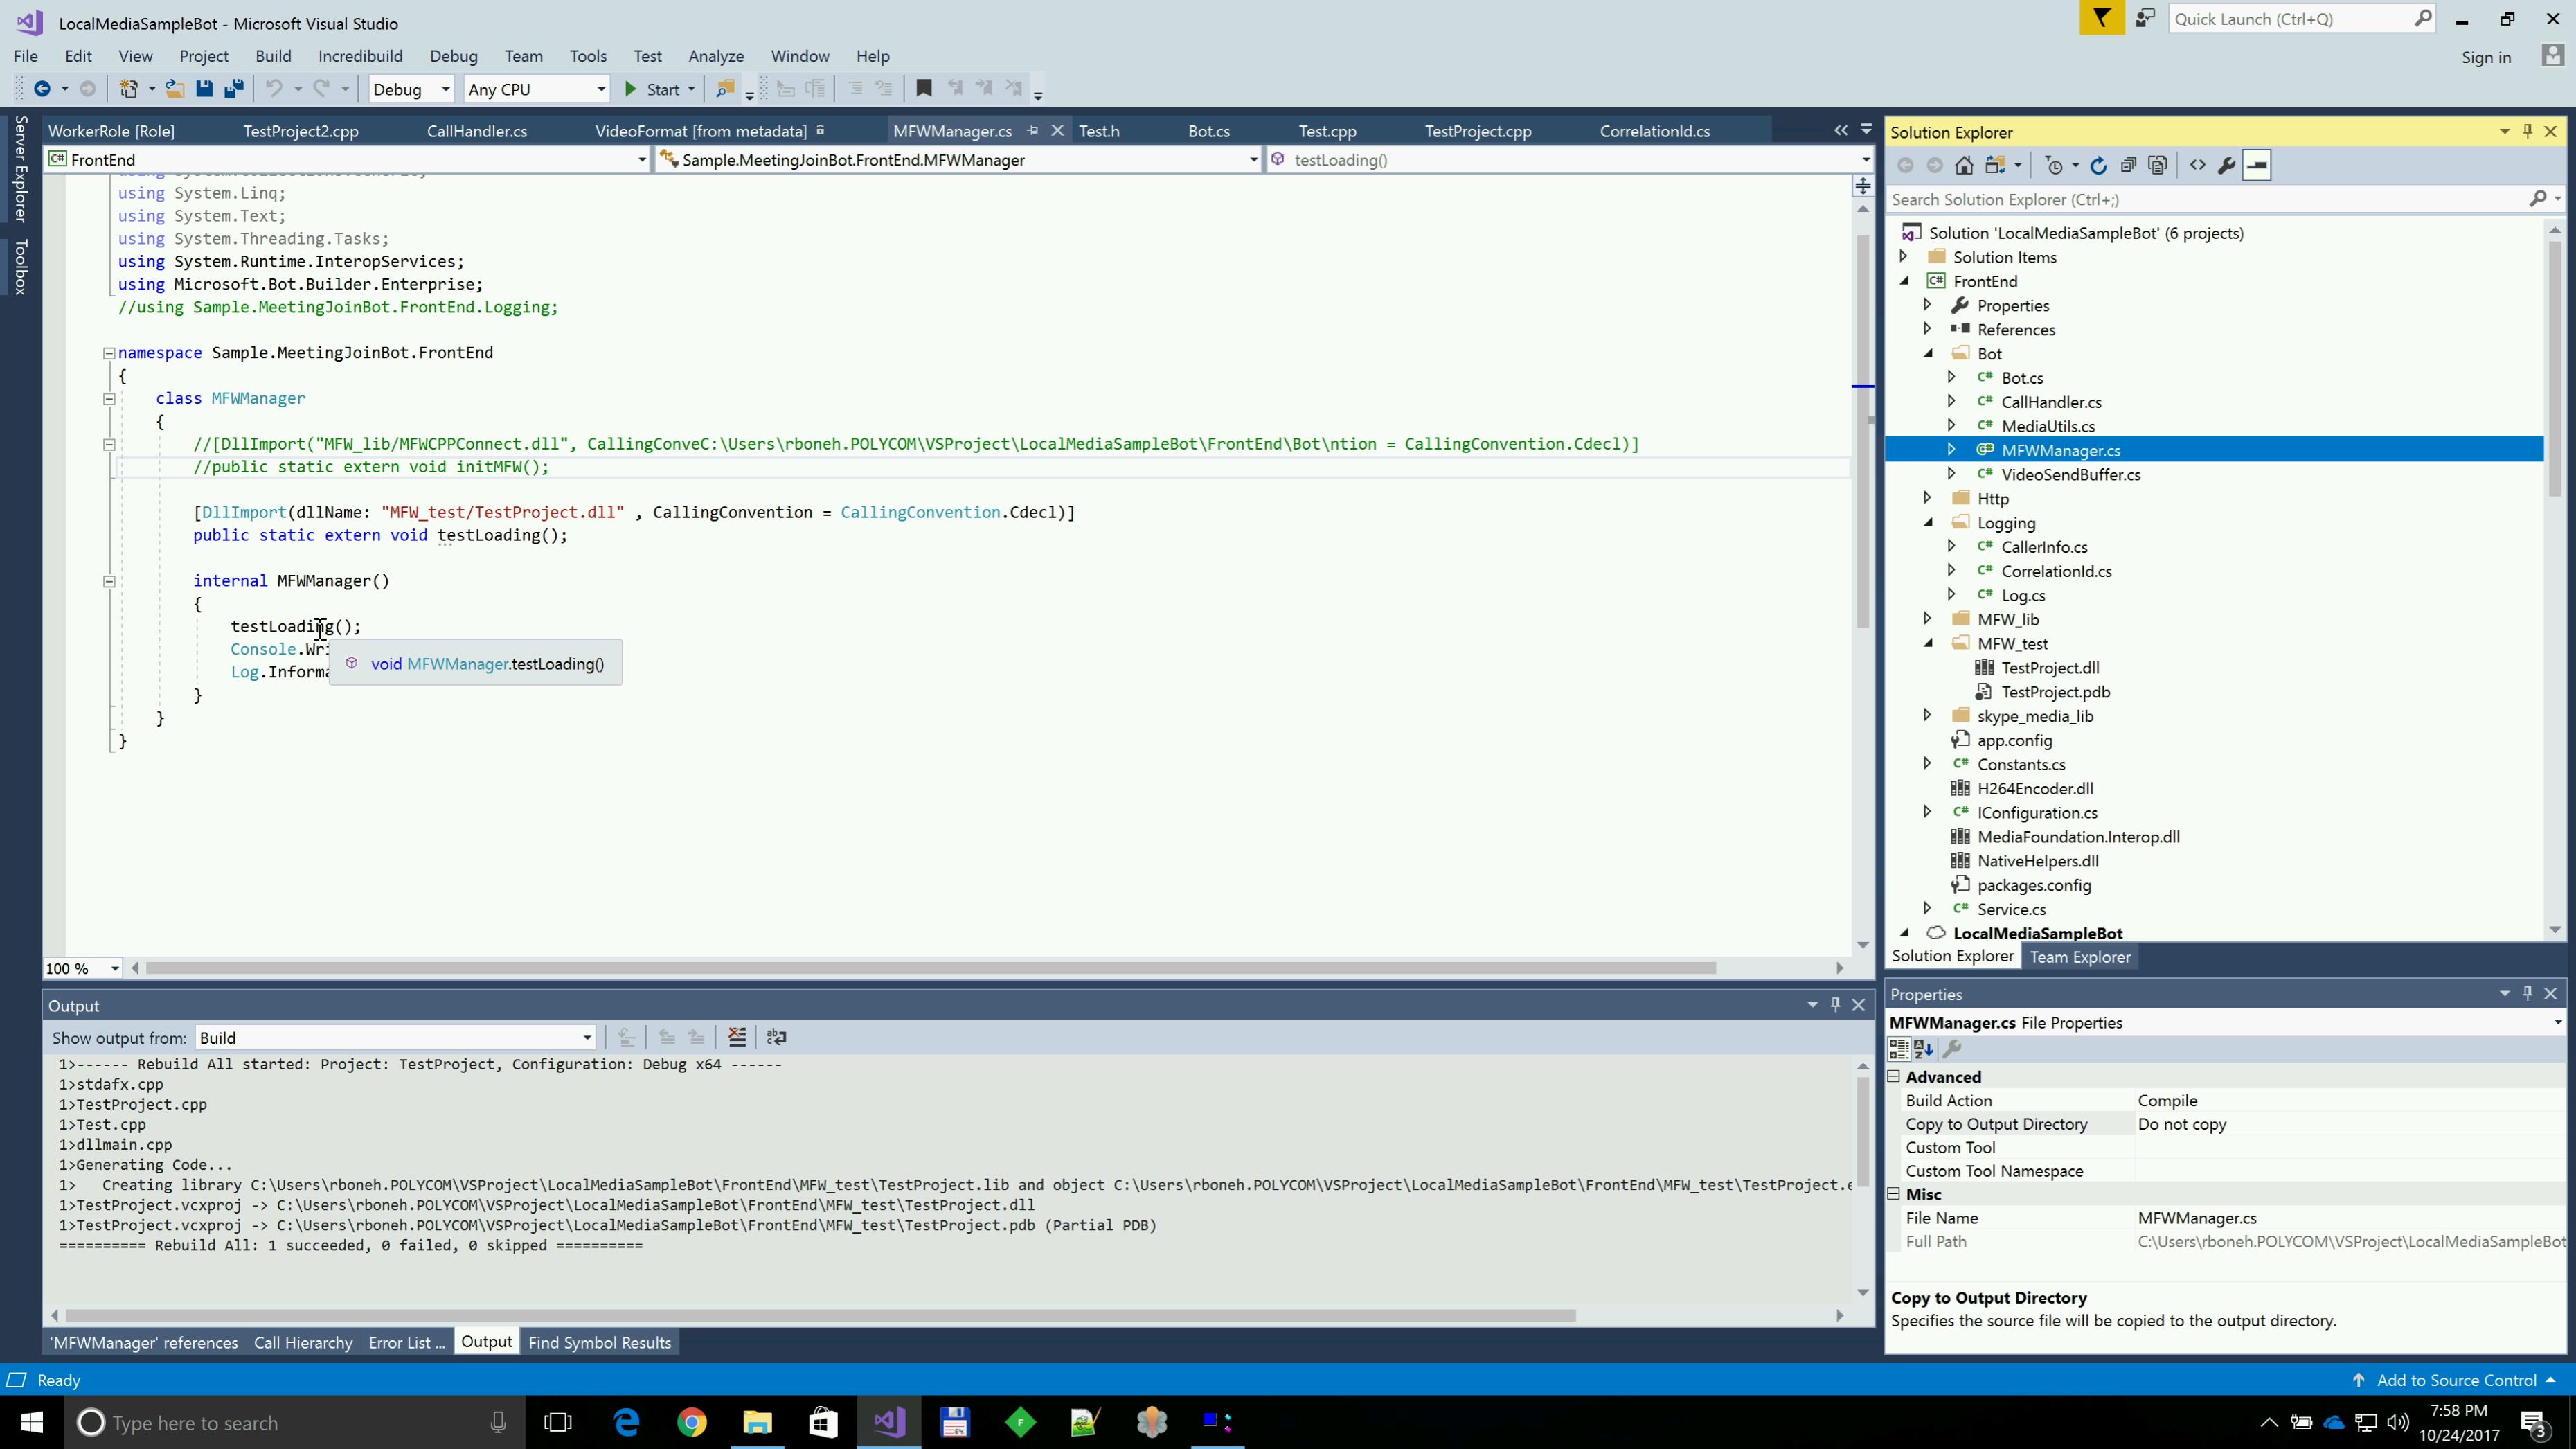 LocalMediaSampleBot - Microsoft Visual Studio
Quick Launch (Ctrl+Q)
File Edit View Project Build Incredibuild Debug Team Tools Test Analyze Window Help
Sign in
Debug Any CPU Start
Server Explorer
Toolbox
WorkerRole [Role] TestProject2.cpp CallHandler.cs VideoFormat [from metadata] MFWManager.cs Test.h Bot.cs Test.cpp TestProject.cpp CorrelationId.cs
FrontEnd Sample.MeetingJoinBot.FrontEnd.MFWManager testLoading()
using System.Linq;
using System.Text;
using System.Threading.Tasks;
using System.Runtime.InteropServices;
using Microsoft.Bot.Builder.Enterprise;
//using Sample.MeetingJoinBot.FrontEnd.Logging;
namespace Sample.MeetingJoinBot.FrontEnd
{
class MFWManager
{
//[DllImport("MFW_lib/MFWCPPConnect.dll", CallingConveC:\Users\rboneh.POLYCOM\VSProject\LocalMediaSampleBot\FrontEnd\Bot\ntion = CallingConvention.Cdecl)]
//public static extern void initMFW();
[DllImport(dllName: "MFW_test/TestProject.dll" , CallingConvention = CallingConvention.Cdecl)]
public static extern void testLoading();
internal MFWManager()
{
testLoading();
Console.Wri
void MFWManager.testLoading()
Log.Informa
}
}
}
100 %
Output
Show output from: Build
1>------ Rebuild All started: Project: TestProject, Configuration: Debug x64 ------
1>stdafx.cpp
1>TestProject.cpp
1>Test.cpp
1>dllmain.cpp
1>Generating Code...
1> Creating library C:\Users\rboneh.POLYCOM\VSProject\LocalMediaSampleBot\FrontEnd\MFW_test\TestProject.lib and object C:\Users\rboneh.POLYCOM\VSProject\LocalMediaSampleBot\FrontEnd\MFW_test\TestProject.e
1>TestProject.vcxproj -> C:\Users\rboneh.POLYCOM\VSProject\LocalMediaSampleBot\FrontEnd\MFW_test\TestProject.dll
1>TestProject.vcxproj -> C:\Users\rboneh.POLYCOM\VSProject\LocalMediaSampleBot\FrontEnd\MFW_test\TestProject.pdb (Partial PDB)
========== Rebuild All: 1 succeeded, 0 failed, 0 skipped ==========
'MFWManager' references Call Hierarchy Error List ... Output Find Symbol Results
Solution Explorer
Search Solution Explorer (Ctrl+;)
Solution 'LocalMediaSampleBot' (6 projects)
Solution Items
C# FrontEnd
Properties
References
Bot
C# Bot.cs
C# CallHandler.cs
C# MediaUtils.cs
C# MFWManager.cs
C# VideoSendBuffer.cs
Http
Logging
C# CallerInfo.cs
C# CorrelationId.cs
C# Log.cs
MFW_lib
MFW_test
TestProject.dll
TestProject.pdb
skype_media_lib
app.config
C# Constants.cs
H264Encoder.dll
C# IConfiguration.cs
MediaFoundation.Interop.dll
NativeHelpers.dll
packages.config
C# Service.cs
LocalMediaSampleBot
Solution Explorer Team Explorer
Properties
MFWManager.cs File Properties
Advanced
Build Action Compile
Copy to Output Directory Do not copy
Custom Tool
Custom Tool Namespace
Misc
File Name MFWManager.cs
Full Path C:\Users\rboneh.POLYCOM\VSProject\LocalMediaSampleBot
Copy to Output Directory
Specifies the source file will be copied to the output directory.
Ready
Add to Source Control
Type here to search
7:58 PM
10/24/2017
3